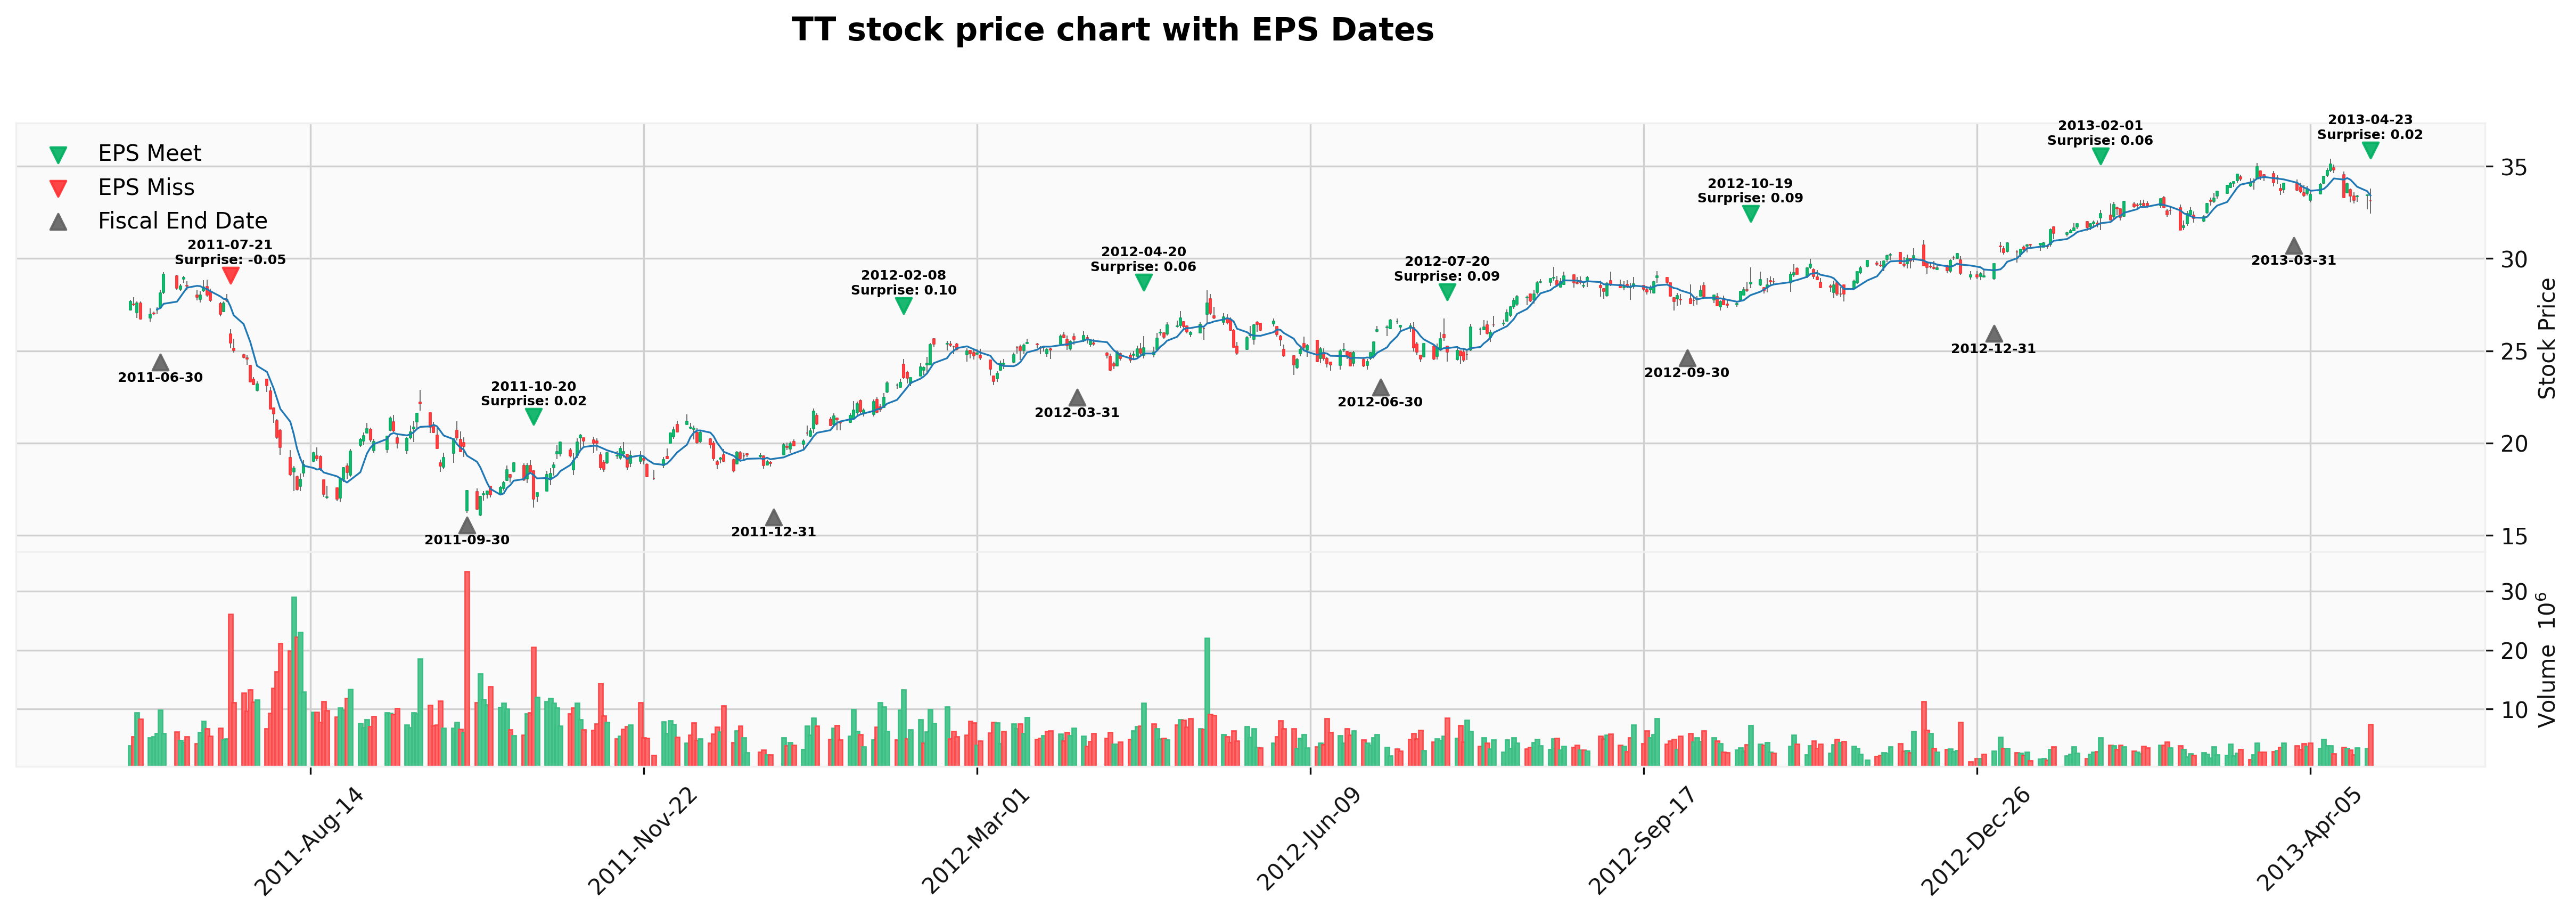 TT stock price chart with EPS Dates
EPS Meet
EPS Miss
Fiscal End Date
2011-07-21
Surprise: -0.05
2011-10-20
Surprise: 0.02
2012-02-08
Surprise: 0.10
2012-04-20
Surprise: 0.06
2012-07-20
Surprise: 0.09
2012-10-19
Surprise: 0.09
2013-02-01
Surprise: 0.06
2013-04-23
Surprise: 0.02
2011-06-30
2011-09-30
2011-12-31
2012-03-31
2012-06-30
2012-09-30
2012-12-31
2013-03-31
35
30
25
20
15
Stock Price
30
20
10
Volume 10⁶
2011-Aug-14
2011-Nov-22
2012-Mar-01
2012-Jun-09
2012-Sep-17
2012-Dec-26
2013-Apr-05